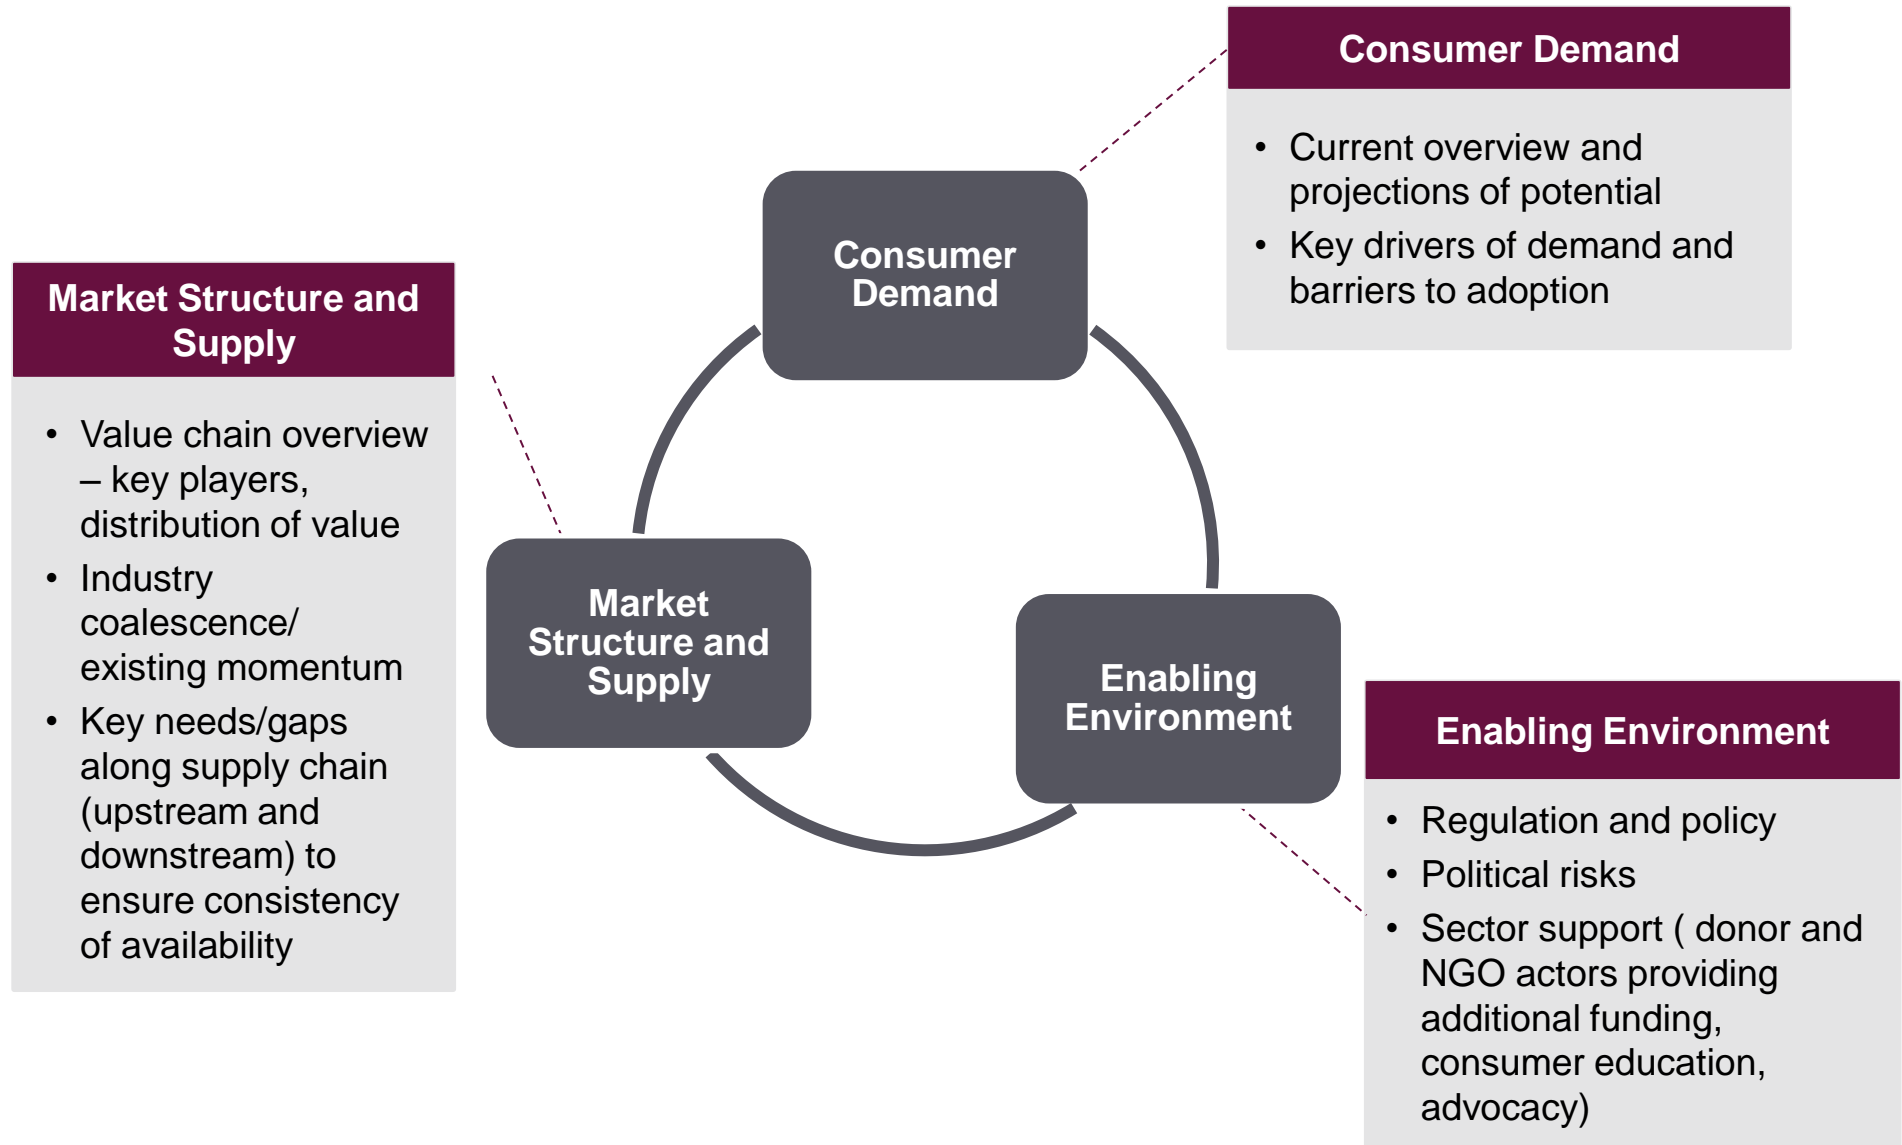 Consumer Demand
• Current overview and
projections of potential
• Key drivers of demand and
barriers to adoption
Consumer
Demand
Market Structure and
Supply
• Value chain overview
– key players,
distribution of value
• Industry
coalescence/
existing momentum
• Key needs/gaps
along supply chain
(upstream and
downstream) to
ensure consistency
of availability
Market
Structure and
Supply
Enabling
Environment
Enabling Environment
• Regulation and policy
• Political risks
• Sector support ( donor and
NGO actors providing
additional funding,
consumer education,
advocacy)